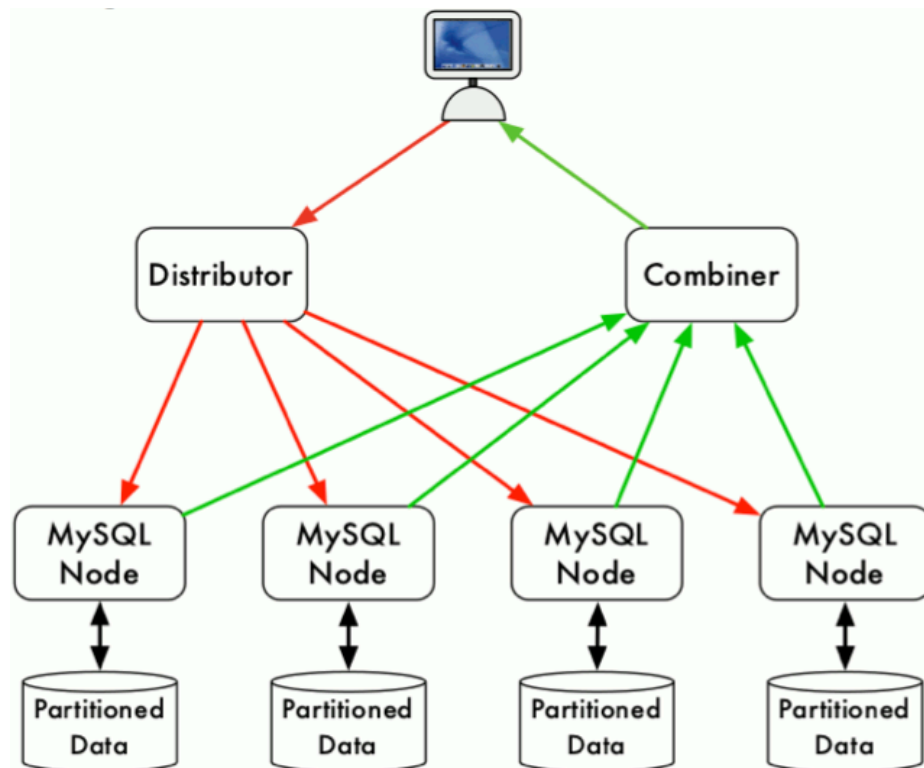 Distributor
Combiner
MySQL
Node
MySQL
Node
MySQL
Node
MySQL
Node
Partitioned
Data
Partitioned
Data
Partitioned
Data
Partitioned
Data